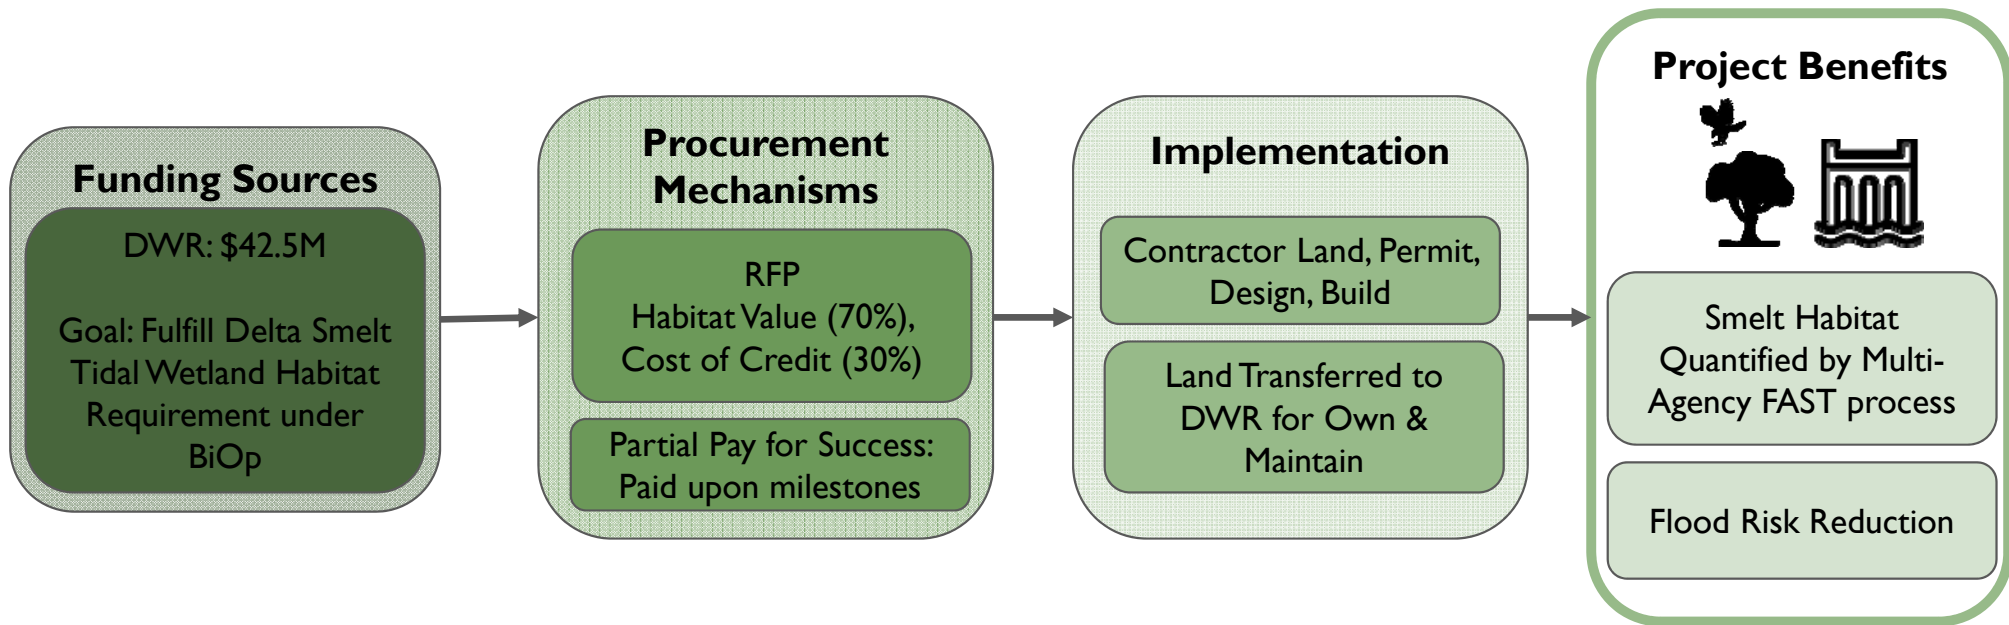 Funding Sources
DWR: $42.5M
Goal: Fulfill Delta Smelt
Tidal Wetland Habitat
Requirement under
BiOp
Procurement
Mechanisms
RFP
Habitat Value (70%),
Cost of Credit (30%)
Partial Pay for Success:
Paid upon milestones
Implementation
Contractor Land, Permit,
Design, Build
Land Transferred to
DWR for Own &
Maintain
Project Benefits
Smelt Habitat
Quantified by Multi-
Agency FAST process
Flood Risk Reduction